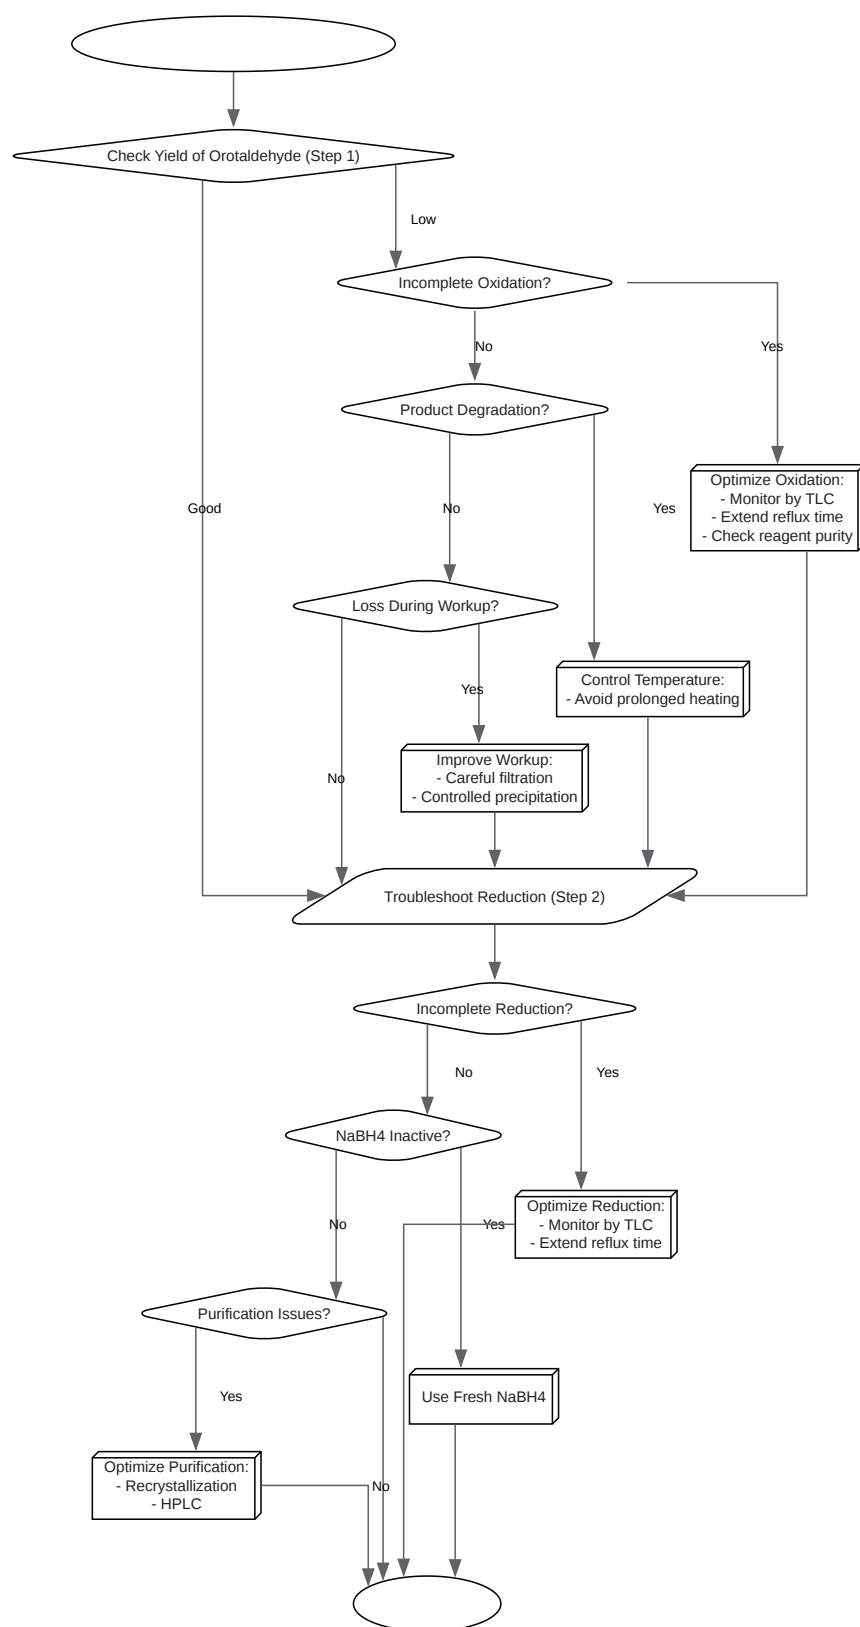 Check Yield of Orotaldehyde (Step 1)
Low
Incomplete Oxidation?
No
Yes
Product Degradation?
Optimize Oxidation:
- Monitor by TLC
- Extend reflux time
- Check reagent purity
Good
No
Yes
Loss During Workup?
Control Temperature:
- Avoid prolonged heating
Yes
Improve Workup:
- Careful filtration
- Controlled precipitation
No
Troubleshoot Reduction (Step 2)
Incomplete Reduction?
No
Yes
NaBH4 Inactive?
Optimize Reduction:
- Monitor by TLC
- Extend reflux time
No
Yes
Purification Issues?
Use Fresh NaBH4
Yes
Optimize Purification:
- Recrystallization
- HPLC
No